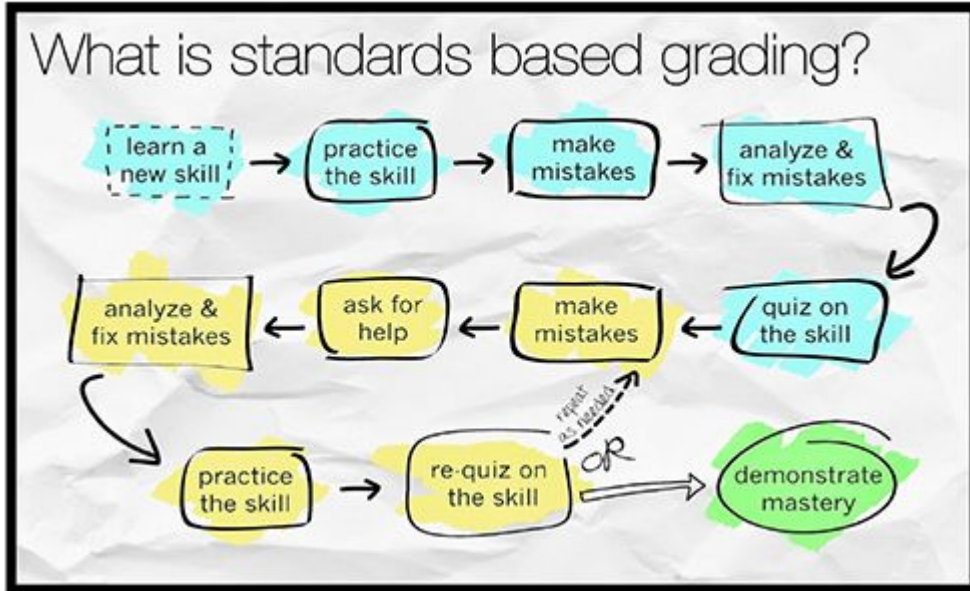 What is standards based grading?
learn a
new skill
practice
the skill
make
mistakes
analyze &
fix mistakes
quiz on
the skill
make
mistakes
ask for
help
analyze &
fix mistakes
practice
the skill
re-quiz on
the skill
repeat
as needed
OR
demonstrate
mastery